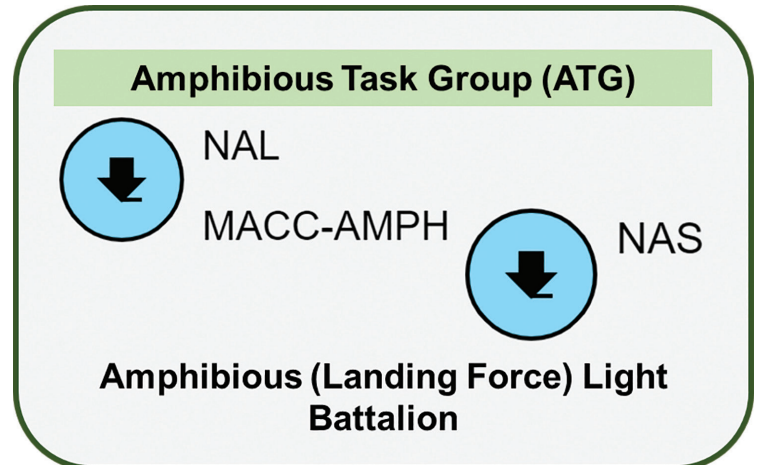 Amphibious Task Group (ATG)
NAL
MACC-AMPH
NAS
Amphibious (Landing Force) Light
Battalion